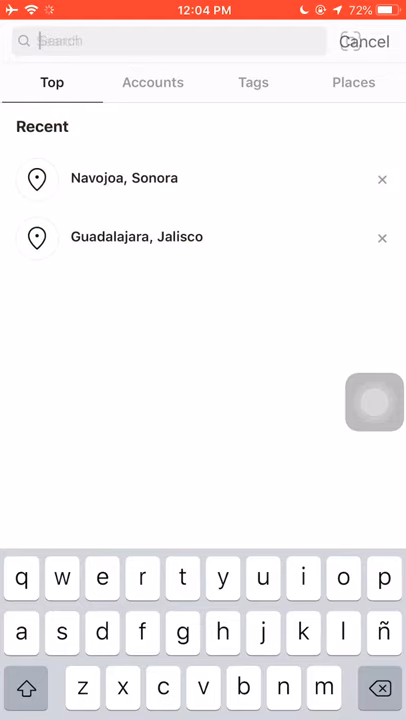 12:04 PM 72%
Search Cancel
Top Accounts Tags Places
Recent
Navojoa, Sonora
Guadalajara, Jalisco
q w e r t y u i o p
a s d f g h j k l ñ
z x c v b n m